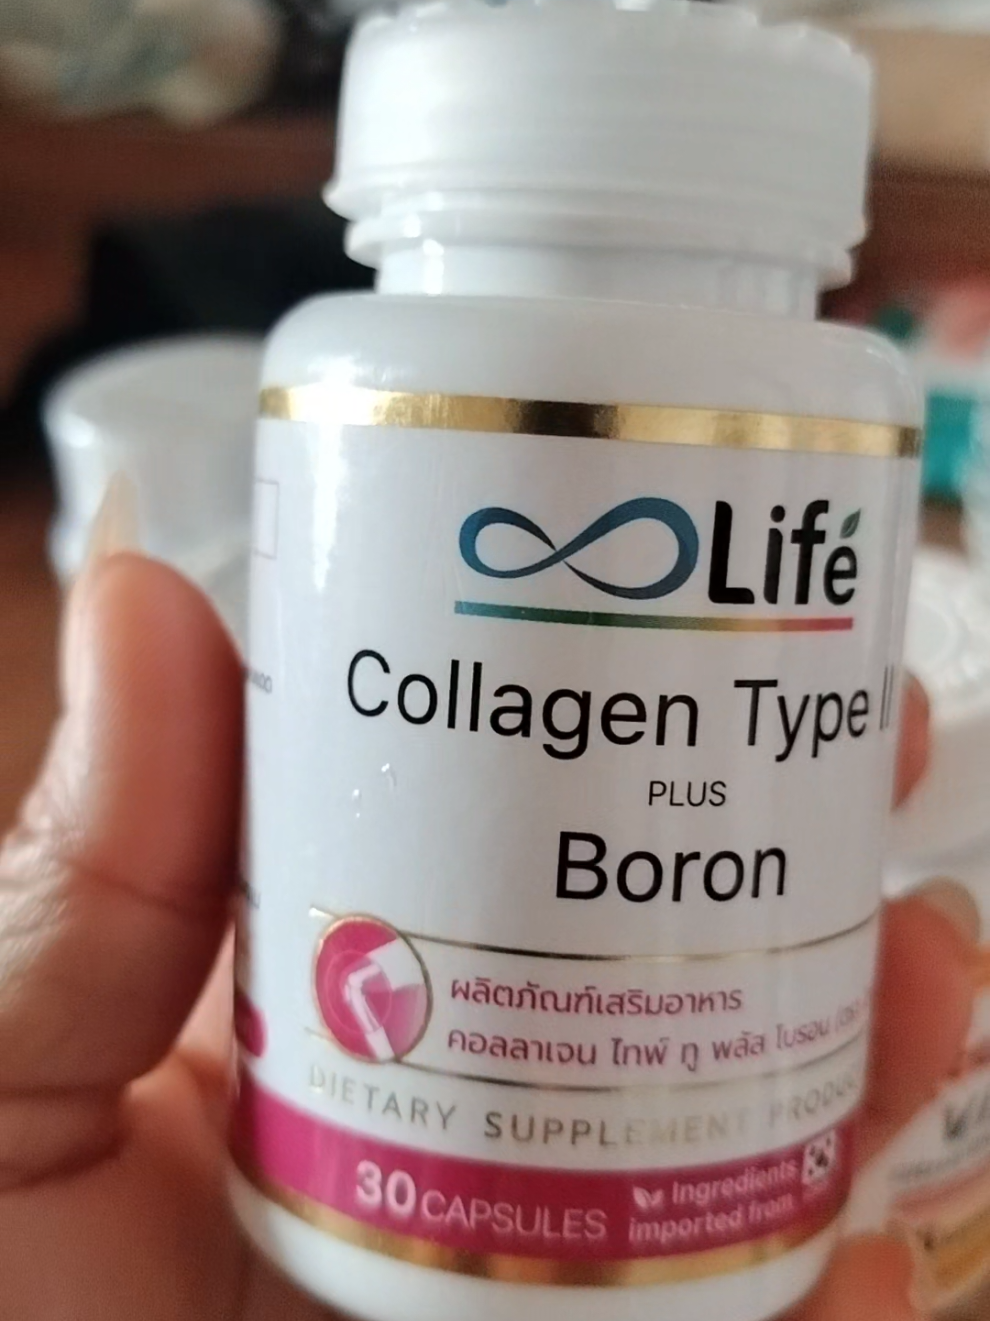 Life
Collagen Type II
PLUS
Boron
ผลิตภัณฑ์เสริมอาหาร
คอลลาเจน ไทพ์ ทู พลัส โบรอน
DIETARY SUPPLEMENT
30 CAPSULES
Ingredients
imported from